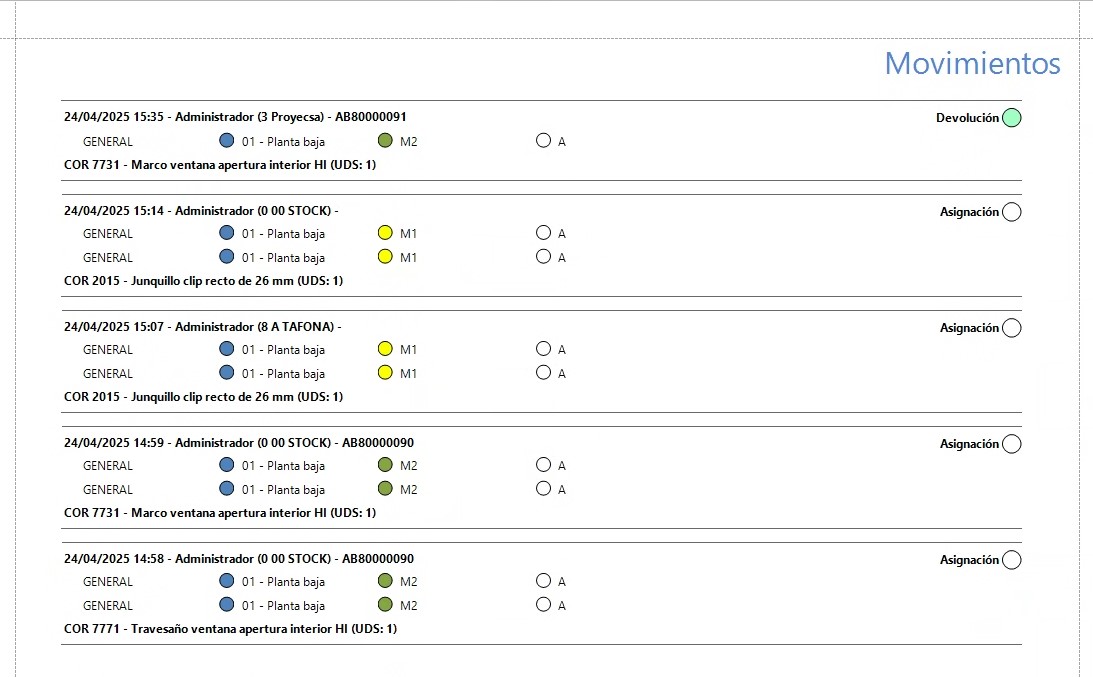 Movimientos
24/04/2025 15:35 - Administrador (3 Proyecsa) - AB80000091 Devolución
GENERAL 01 - Planta baja M2 A
COR 7731 - Marco ventana apertura interior HI (UDS: 1)
24/04/2025 15:14 - Administrador (0 00 STOCK) - Asignación
GENERAL 01 - Planta baja M1 A
GENERAL 01 - Planta baja M1 A
COR 2015 - Junquillo clip recto de 26 mm (UDS: 1)
24/04/2025 15:07 - Administrador (8 A TAFONA) - Asignación
GENERAL 01 - Planta baja M1 A
GENERAL 01 - Planta baja M1 A
COR 2015 - Junquillo clip recto de 26 mm (UDS: 1)
24/04/2025 14:59 - Administrador (0 00 STOCK) - AB80000090 Asignación
GENERAL 01 - Planta baja M2 A
GENERAL 01 - Planta baja M2 A
COR 7731 - Marco ventana apertura interior HI (UDS: 1)
24/04/2025 14:58 - Administrador (0 00 STOCK) - AB80000090 Asignación
GENERAL 01 - Planta baja M2 A
GENERAL 01 - Planta baja M2 A
COR 7771 - Travesaño ventana apertura interior HI (UDS: 1)